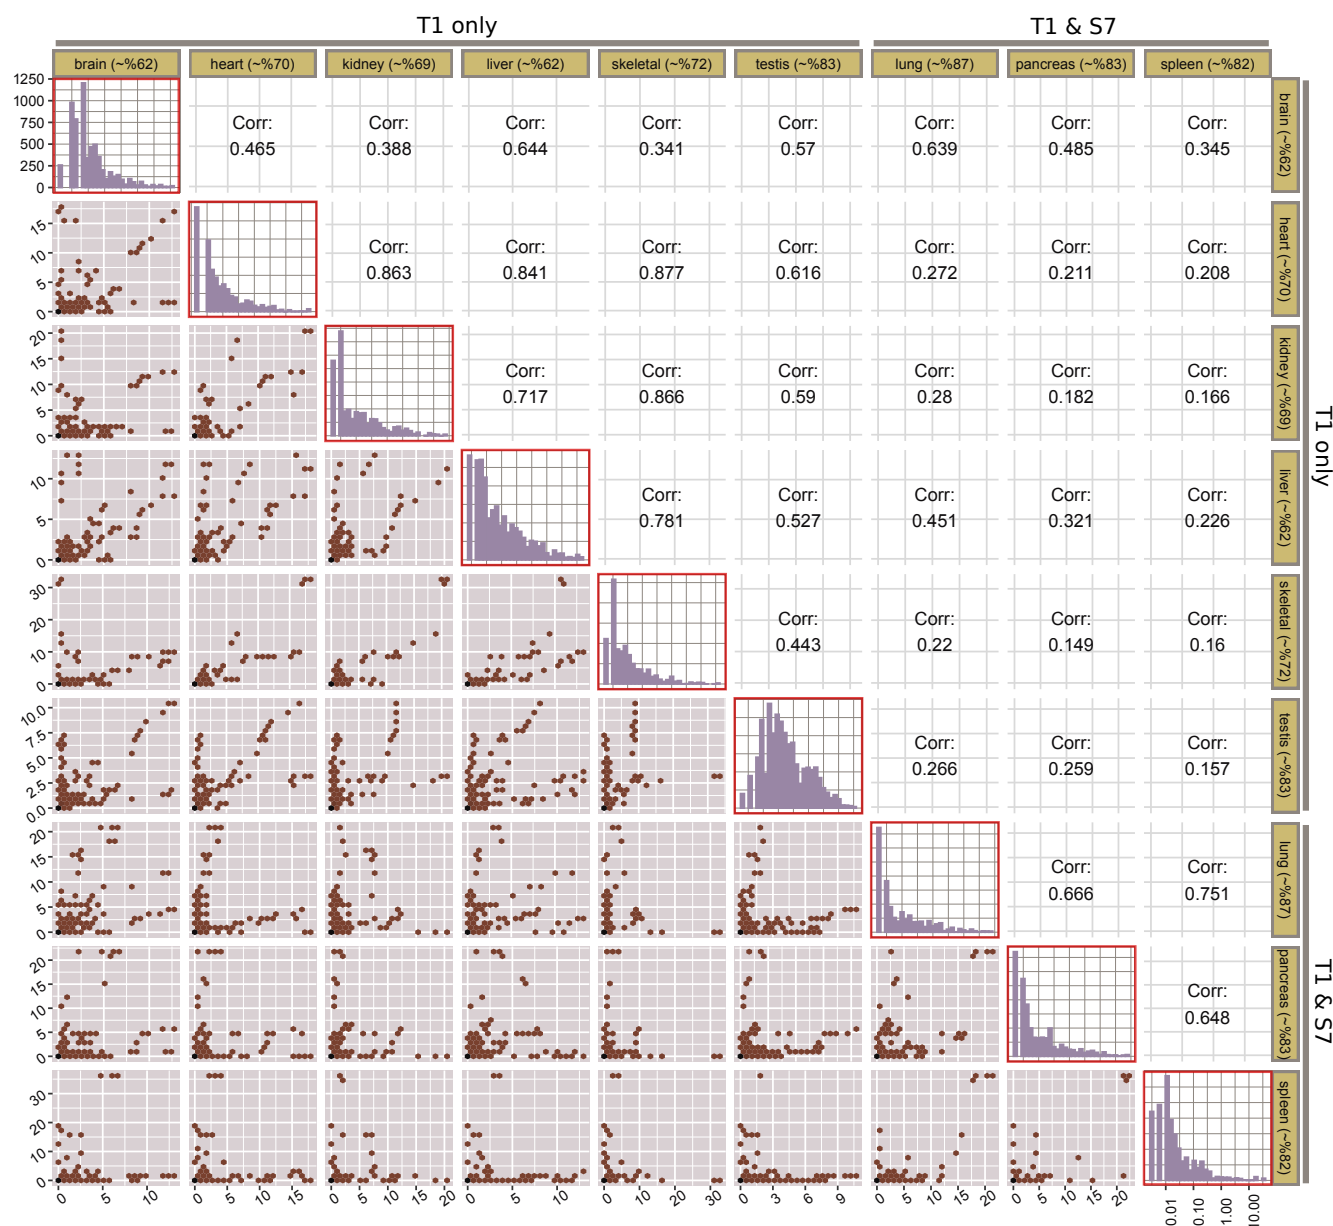 T1 only
T1 & S7
brain (~%62)
heart (~%70)
kidney (~%69)
liver (~%62)
skeletal (~%72)
testis (~%83)
lung (~%87)
pancreas (~%83)
spleen (~%82)
1250
1000
750
500
250
0
Corr:
0.465
Corr:
0.388
Corr:
0.644
Corr:
0.341
Corr:
0.57
Corr:
0.639
Corr:
0.485
Corr:
0.345
brain (~%62)
15
10
5
0
Corr:
0.863
Corr:
0.841
Corr:
0.877
Corr:
0.616
Corr:
0.272
Corr:
0.211
Corr:
0.208
heart (~%70)
20
15
10
5
0
Corr:
0.717
Corr:
0.866
Corr:
0.59
Corr:
0.28
Corr:
0.182
Corr:
0.166
kidney (~%69)
T1 only
10
5
0
Corr:
0.781
Corr:
0.527
Corr:
0.451
Corr:
0.321
Corr:
0.226
liver (~%62)
30
20
10
0
Corr:
0.443
Corr:
0.22
Corr:
0.149
Corr:
0.16
skeletal (~%72)
10.0
7.5
5.0
2.5
0.0
Corr:
0.266
Corr:
0.259
Corr:
0.157
testis (~%83)
20
15
10
5
0
Corr:
0.666
Corr:
0.751
lung (~%87)
T1 & S7
20
15
10
5
0
Corr:
0.648
pancreas (~%83)
30
20
10
0
spleen (~%82)
0 10
0 5 10 15
0 5 10 15 20
0 5 10
0 10 20 30
0 3 6 9
0 5 10 15 20
0 5 10 15 20
0.01 0.10 1.00 10.00